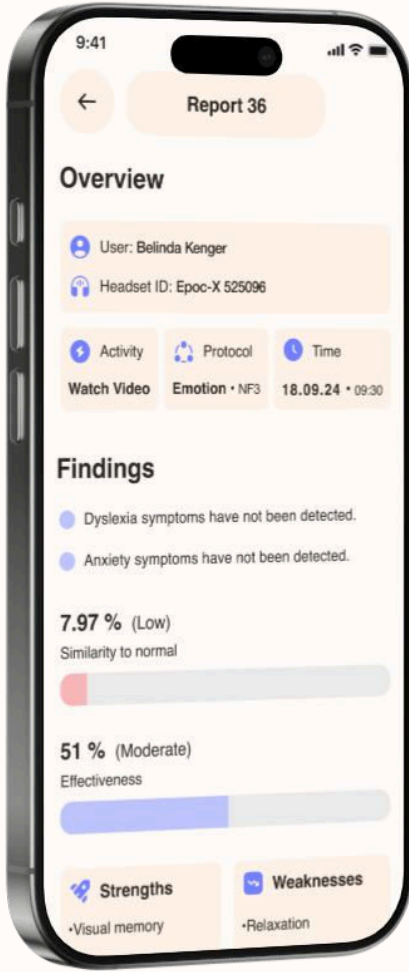 9:41
Report 36
Overview
User: Belinda Kenger
Headset ID: Epoc-X 525096
Activity
Watch Video
Protocol
Emotion • NF3
Time
18.09.24 • 09:30
Findings
Dyslexia symptoms have not been detected.
Anxiety symptoms have not been detected.
7.97 % (Low)
Similarity to normal
51 % (Moderate)
Effectiveness
Strengths
•Visual memory
Weaknesses
•Relaxation